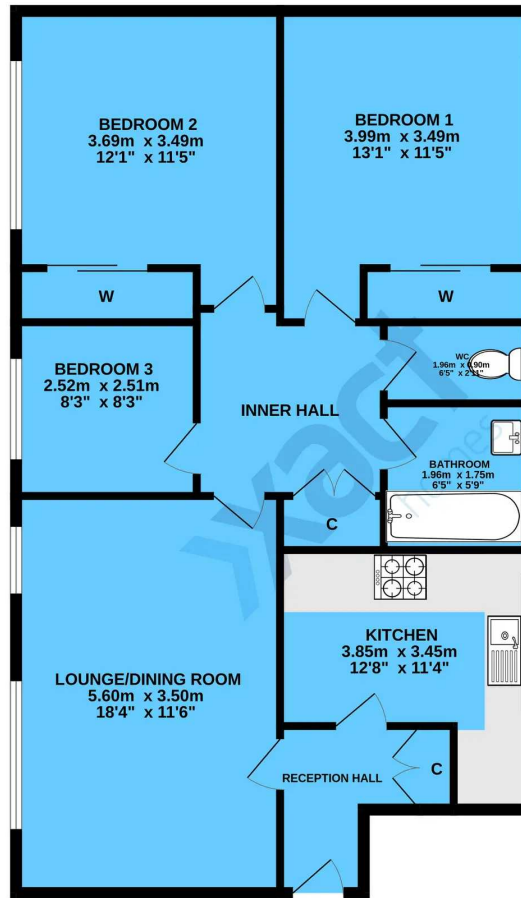 BEDROOM 2
3.69m x 3.49m
12'1" x 11'5"
BEDROOM 1
3.99m x 3.49m
13'1" x 11'5"
W
W
BEDROOM 3
2.52m x 2.51m
8'3" x 8'3"
INNER HALL
WC
1.96m x 0.90m
6'5" x 2'11"
BATHROOM
1.96m x 1.75m
6'5" x 5'9"
C
xact
homes
KITCHEN
3.85m x 3.45m
12'8" x 11'4"
LOUNGE/DINING ROOM
5.60m x 3.50m
18'4" x 11'6"
RECEPTION HALL
C